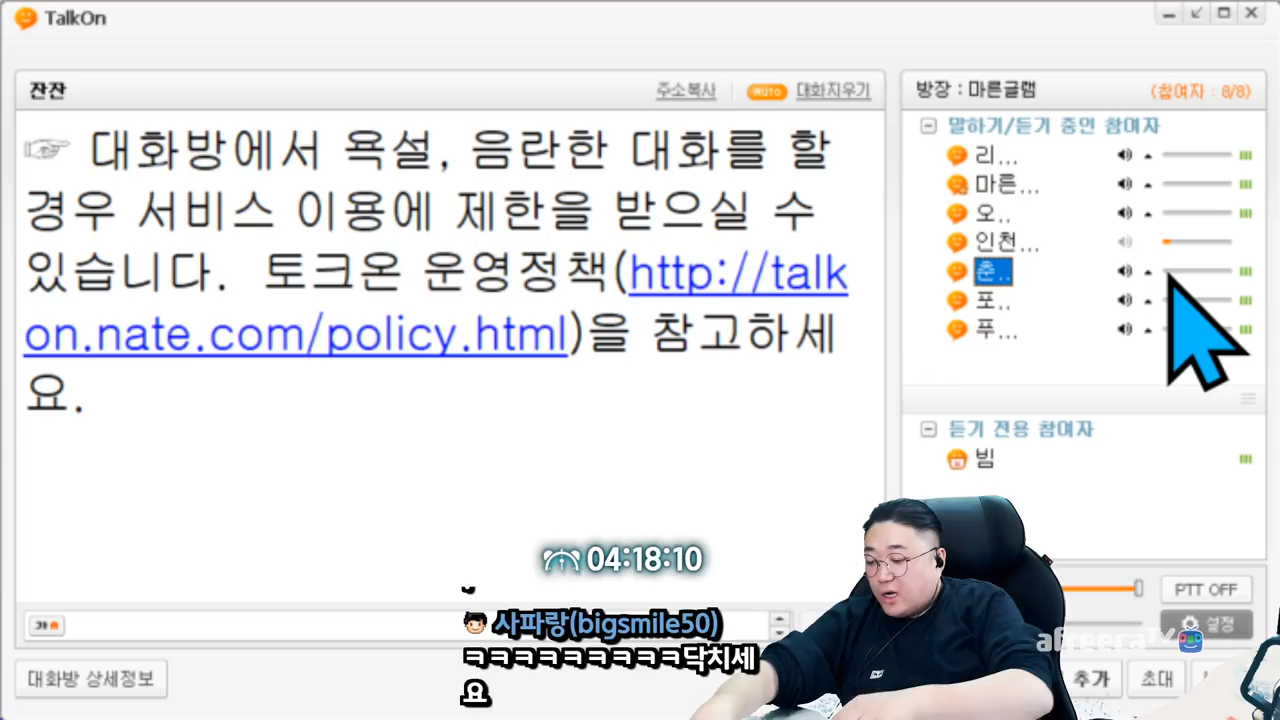 TalkOn
잔잔
주소복사
AUTO
대화지우기
☞ 대화방에서 욕설, 음란한 대화를 할
경우 서비스 이용에 제한을 받으실 수
있습니다. 토크온 운영정책(http://talk
on.nate.com/policy.html)을 참고하세
요.
방장 : 마른글램
(참여자 : 8/8)
말하기/듣기 중인 참여자
리...
마른...
오..
인천...
춘..
포..
푸...
듣기 전용 참여자
빔
04:18:10
사파랑(bigsmile50)
ㅋㅋㅋㅋㅋㅋㅋㅋㅋ닥치세
요
PTT OFF
설정
afreecaTV
대화방 상세정보
추가
초대